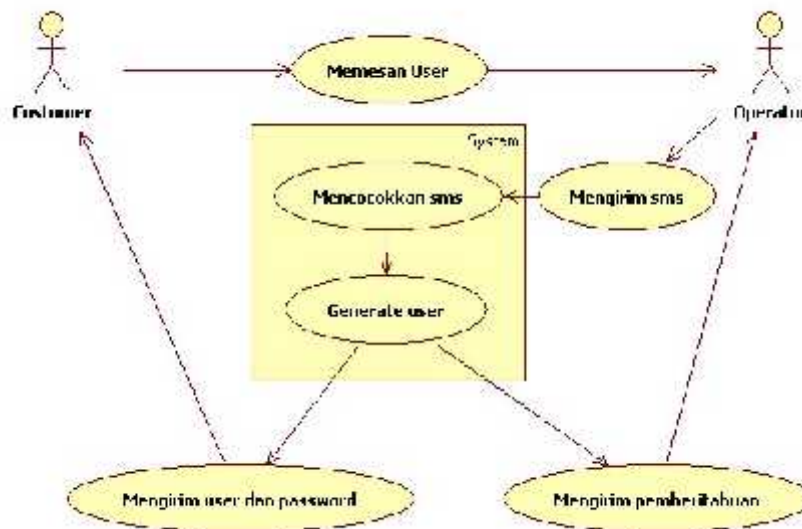 Memesan User
Customer
Operator
System
Mencocokkan sms
Mengirim sms
Generate user
Mengirim user dan password
Mengirim pemberitahuan